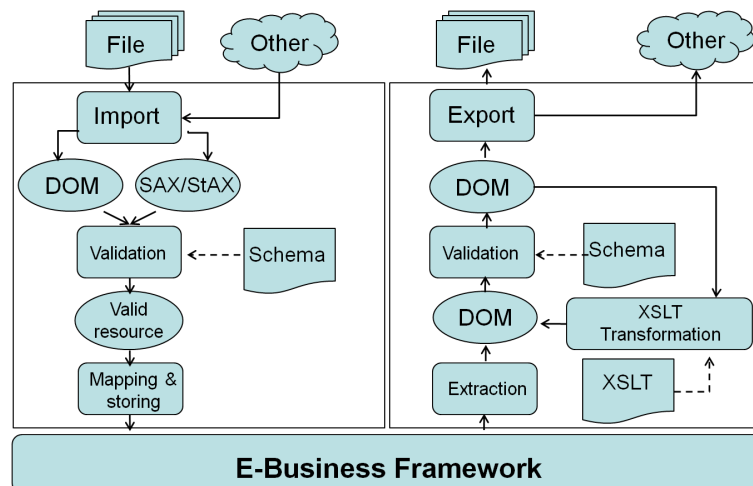 File
Other
Import
DOM
SAX/StAX
Validation
Schema
Valid
resource
Mapping &
storing
File
Other
Export
DOM
Validation
Schema
DOM
XSLT
Transformation
Extraction
XSLT
E-Business Framework